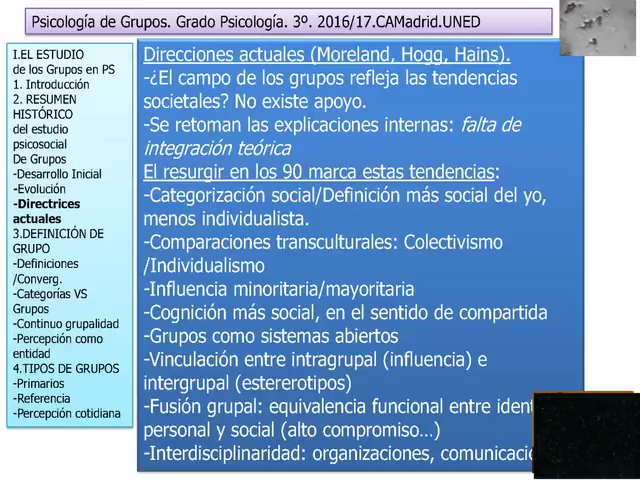 Psicología de Grupos. Grado Psicología. 3º. 2016/17.CAMadrid.UNED
I.EL ESTUDIO
de los Grupos en PS
1. Introducción
2. RESUMEN
HISTÓRICO
del estudio
psicosocial
De Grupos
-Desarrollo Inicial
-Evolución
-Directrices
actuales
3.DEFINICIÓN DE
GRUPO
-Definiciones
/Converg.
-Categorías VS
Grupos
-Continuo grupalidad
-Percepción como
entidad
4.TIPOS DE GRUPOS
-Primarios
-Referencia
-Percepción cotidiana
Direcciones actuales (Moreland, Hogg, Hains).
-¿El campo de los grupos refleja las tendencias
societales? No existe apoyo.
-Se retoman las explicaciones internas: falta de
integración teórica
El resurgir en los 90 marca estas tendencias:
-Categorización social/Definición más social del yo,
menos individualista.
-Comparaciones transculturales: Colectivismo
/Individualismo
-Influencia minoritaria/mayoritaria
-Cognición más social, en el sentido de compartida
-Grupos como sistemas abiertos
-Vinculación entre intragrupal (influencia) e
intergrupal (estererotipos)
-Fusión grupal: equivalencia funcional entre
personal y social (alto compromiso…)
-Interdisciplinaridad: organizaciones,